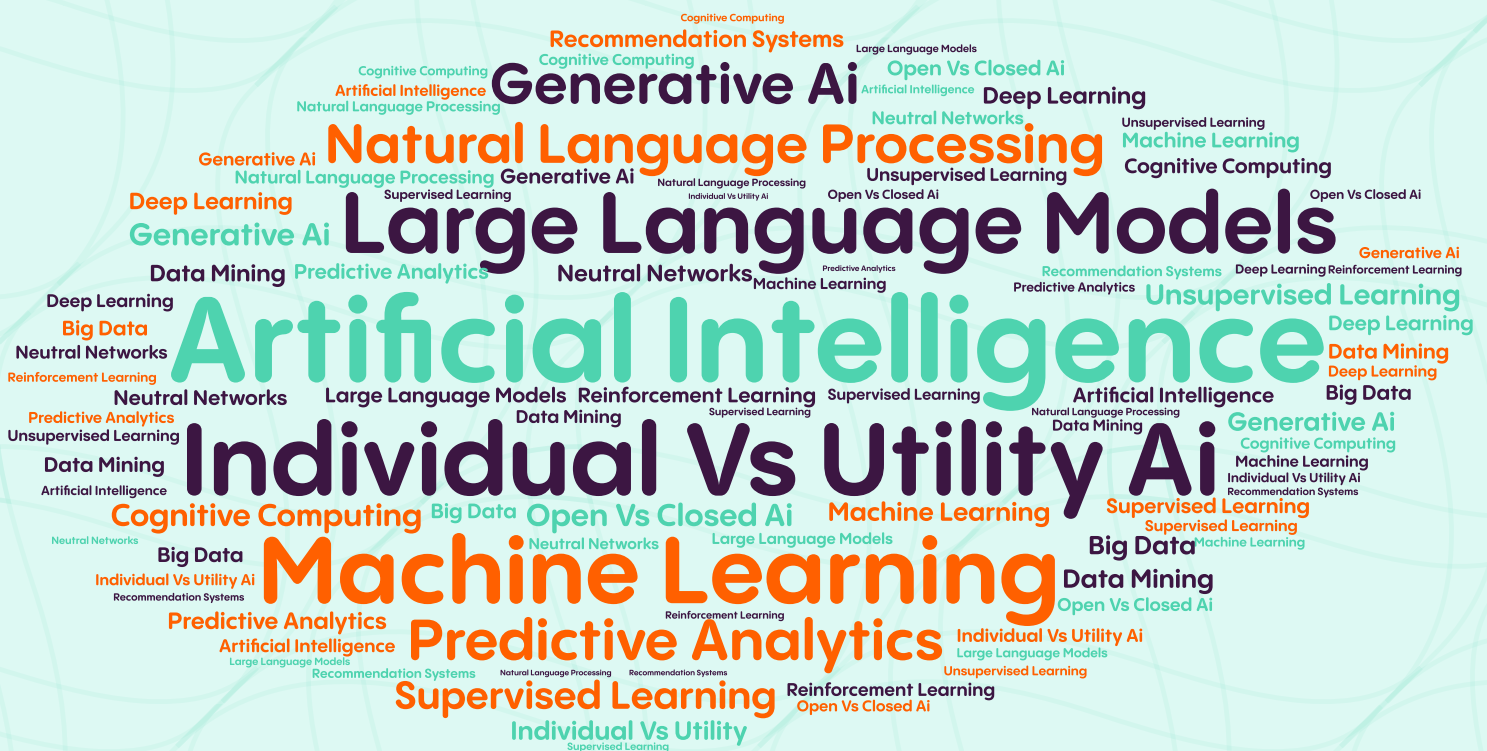 Cognitive Computing
Recommendation Systems
Large Language Models
Cognitive Computing
Open Vs Closed Ai
Cognitive Computing
Generative Ai
Artificial Intelligence
Artificial Intelligence
Deep Learning
Natural Language Processing
Neutral Networks
Unsupervised Learning
Natural Language Processing
Machine Learning
Generative Ai
Cognitive Computing
Natural Language Processing
Generative Ai
Unsupervised Learning
Natural Language Processing
Supervised Learning
Individual Vs Utility Ai
Open Vs Closed Ai
Open Vs Closed Ai
Deep Learning
Large Language Models
Generative Ai
Generative Ai
Data Mining
Predictive Analytics
Neutral Networks
Predictive Analytics
Machine Learning
Recommendation Systems
Deep Learning
Reinforcement Learning
Predictive Analytics
Unsupervised Learning
Deep Learning
Big Data
Artificial Intelligence
Deep Learning
Neutral Networks
Data Mining
Reinforcement Learning
Deep Learning
Neutral Networks
Large Language Models
Reinforcement Learning
Supervised Learning
Artificial Intelligence
Big Data
Predictive Analytics
Data Mining
Supervised Learning
Natural Language Processing
Data Mining
Generative Ai
Unsupervised Learning
Individual Vs Utility Ai
Cognitive Computing
Data Mining
Machine Learning
Individual Vs Utility Ai
Artificial Intelligence
Recommendation Systems
Cognitive Computing
Big Data
Open Vs Closed Ai
Machine Learning
Supervised Learning
Supervised Learning
Neutral Networks
Neutral Networks
Large Language Models
Big Data
Machine Learning
Big Data
Machine Learning
Data Mining
Individual Vs Utility Ai
Recommendation Systems
Open Vs Closed Ai
Predictive Analytics
Reinforcement Learning
Predictive Analytics
Individual Vs Utility Ai
Artificial Intelligence
Large Language Models
Large Language Models
Recommendation Systems
Natural Language Processing
Recommendation Systems
Unsupervised Learning
Supervised Learning
Reinforcement Learning
Open Vs Closed Ai
Individual Vs Utility
Supervised Learning